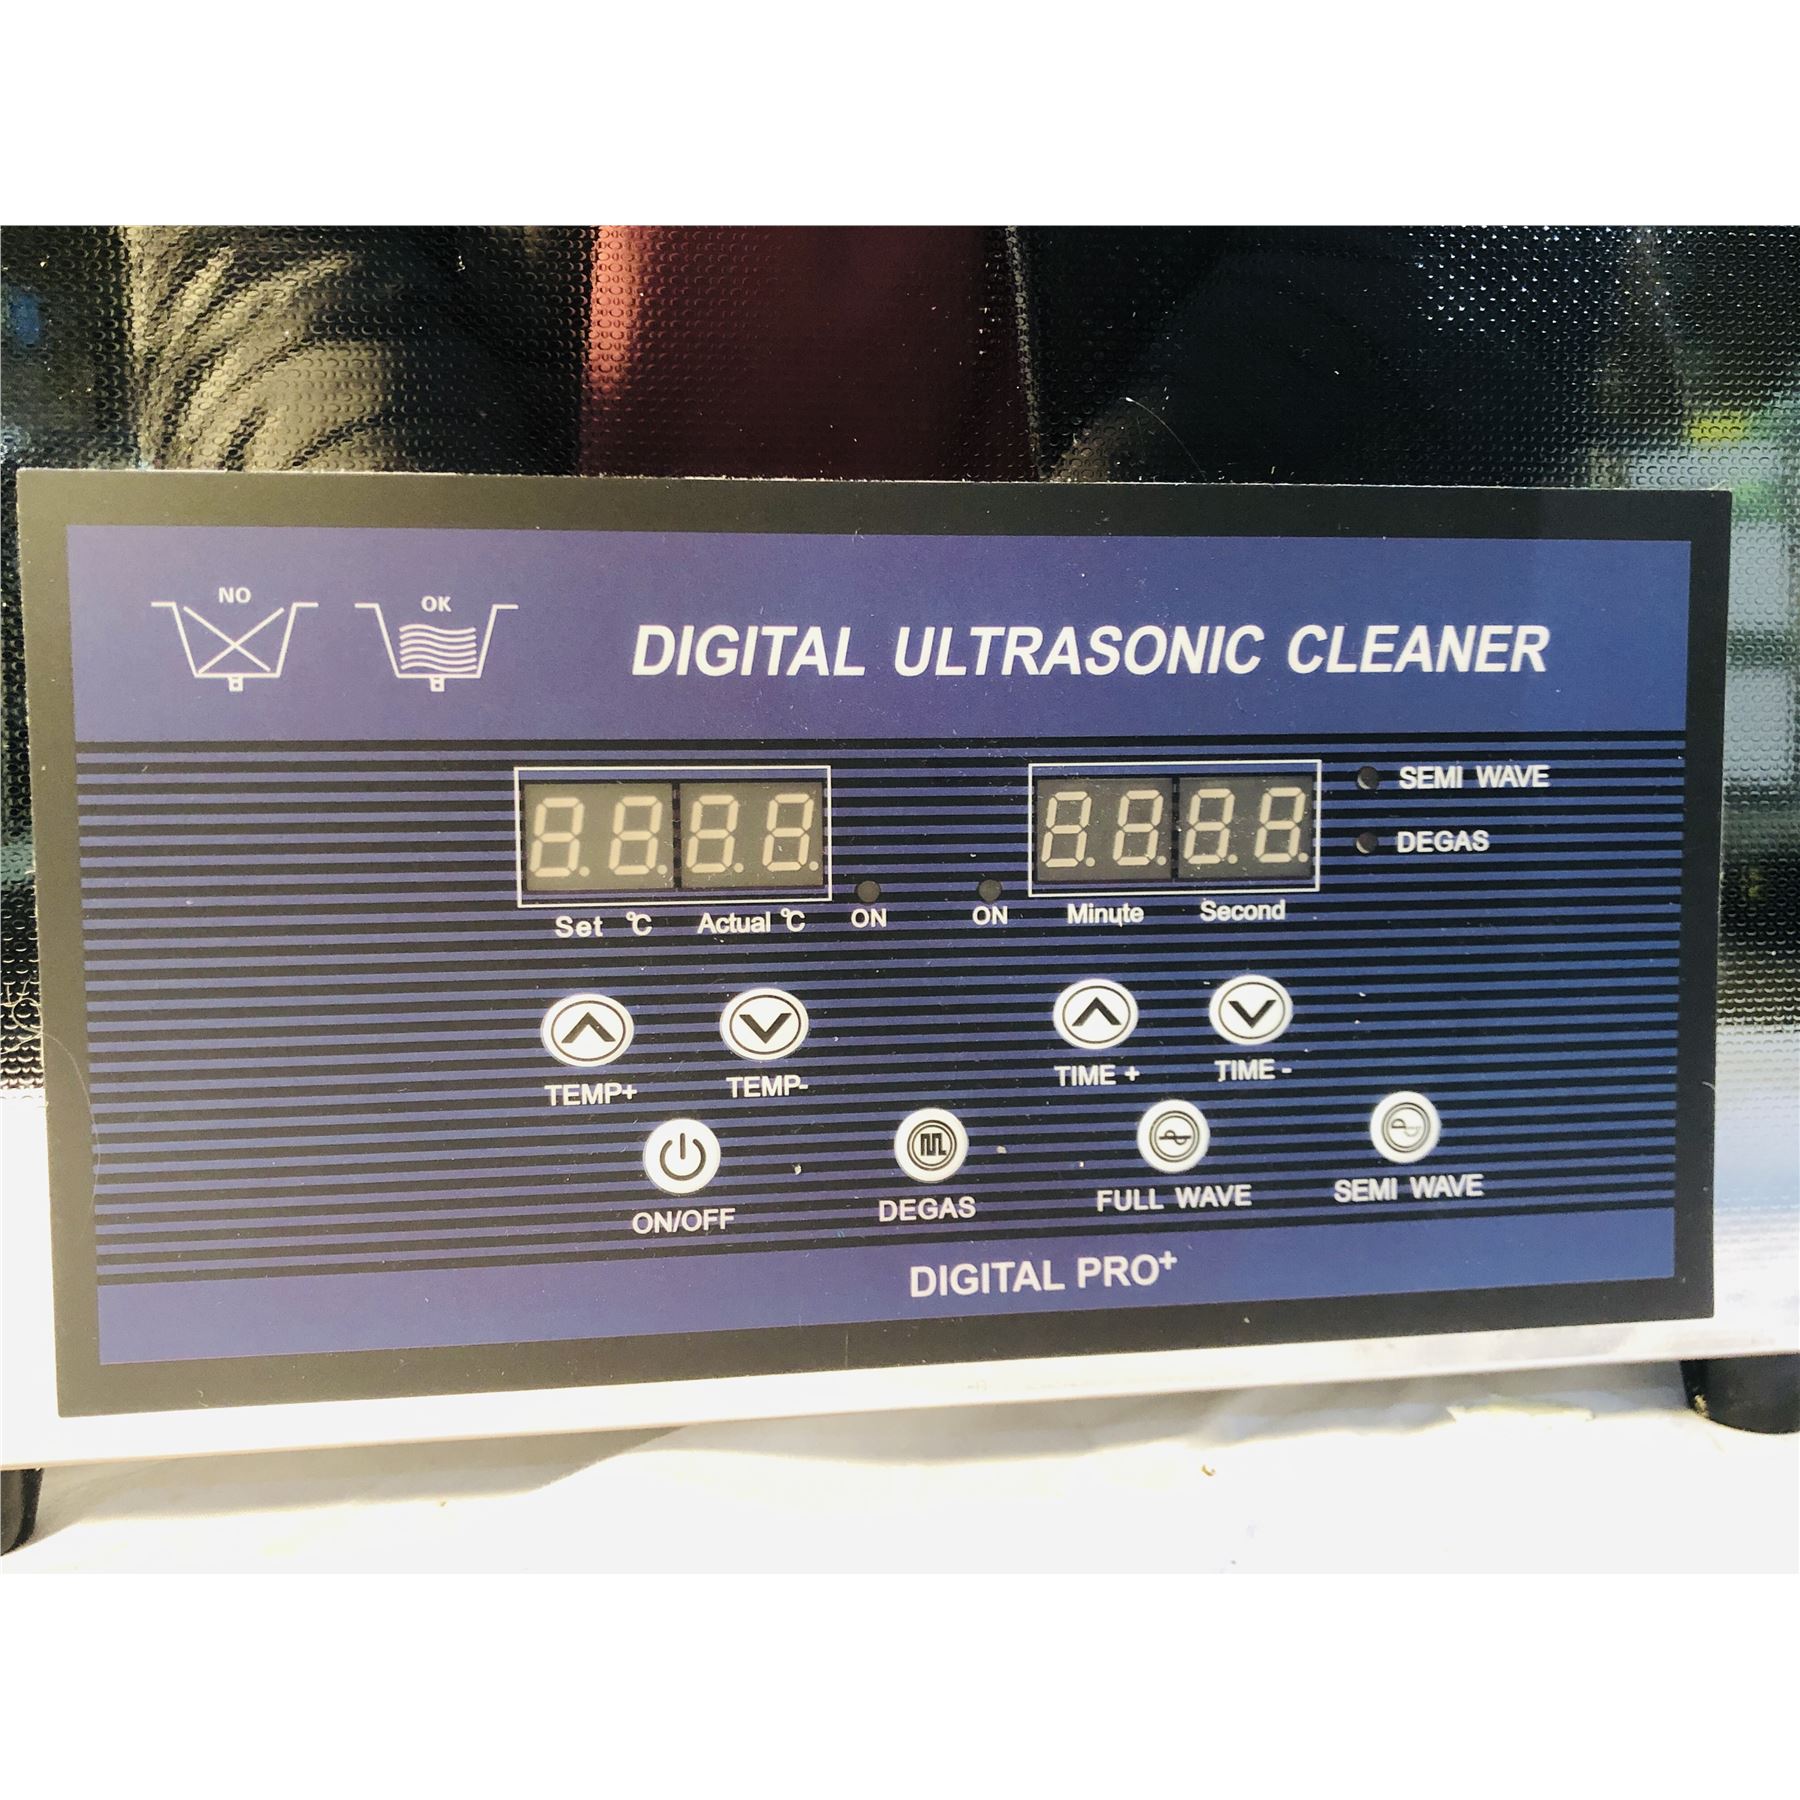 NO
OK
DIGITAL ULTRASONIC CLEANER
SEMI WAVE
DEGAS
Set °C
Actual °C
ON
ON
Minute
Second
TEMP+
TEMP-
TIME +
TIME -
ON/OFF
DEGAS
FULL WAVE
SEMI WAVE
DIGITAL PRO+